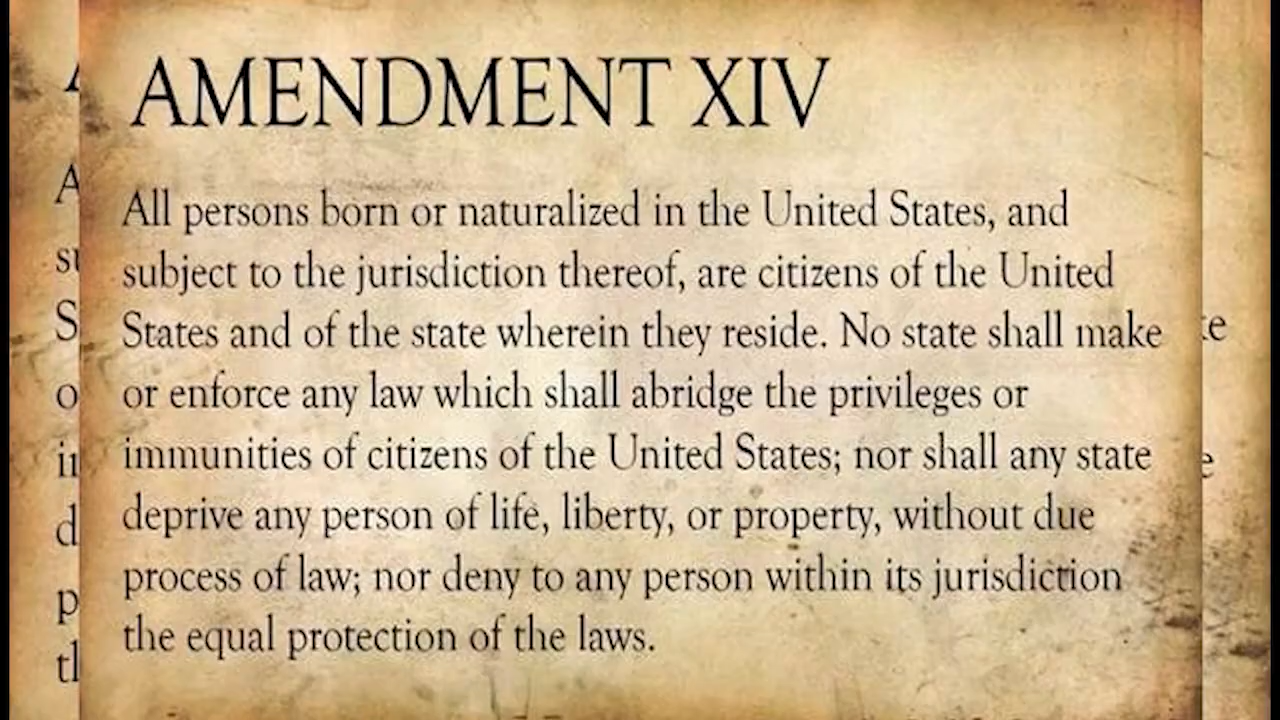 AMENDMENT XIV
All persons born or naturalized in the United States, and
subject to the jurisdiction thereof, are citizens of the United
States and of the state wherein they reside. No state shall make
or enforce any law which shall abridge the privileges or
immunities of citizens of the United States; nor shall any state
deprive any person of life, liberty, or property, without due
process of law; nor deny to any person within its jurisdiction
the equal protection of the laws.